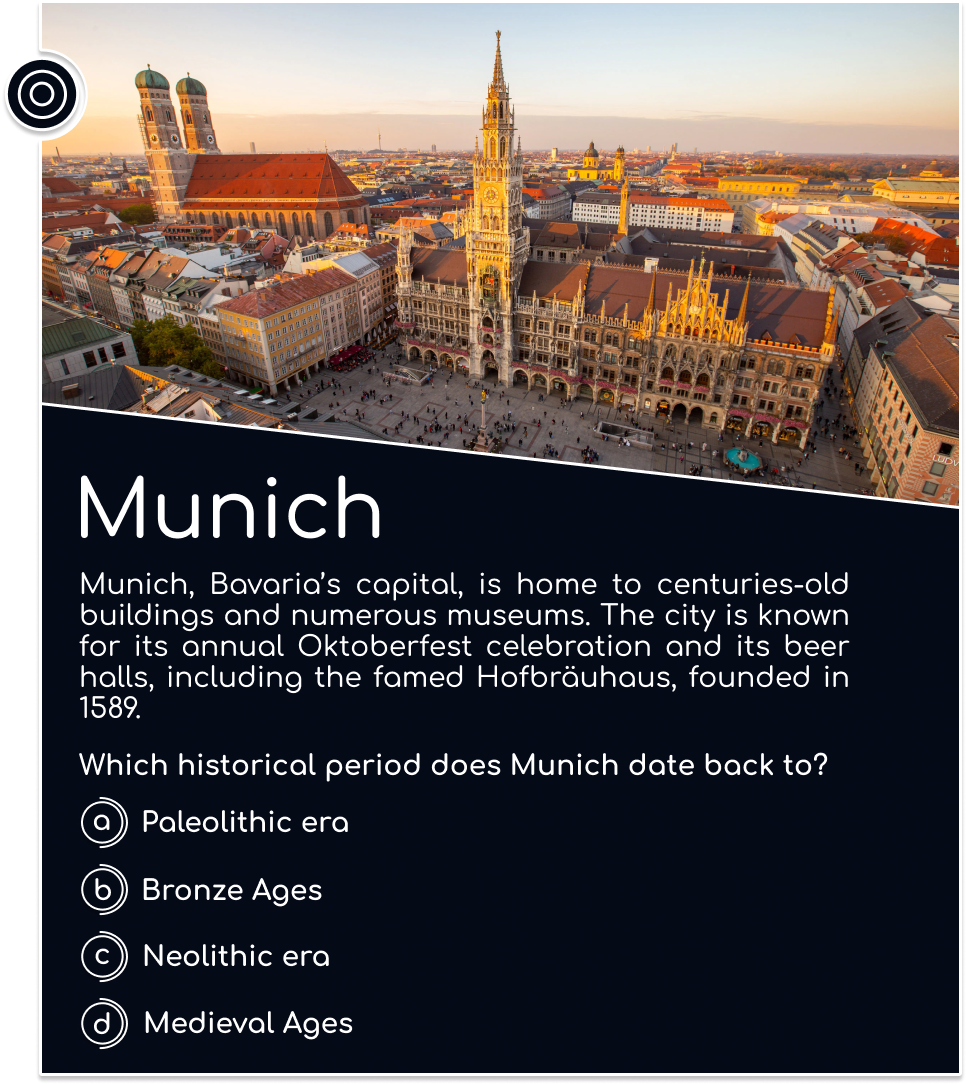 Munich
Munich, Bavaria's capital, is home to centuries-old
buildings and numerous museums. The city is known
for its annual Oktoberfest celebration and its beer
halls, including the famed Hofbräuhaus, founded in
1589.
Which historical period does Munich date back to?
a Paleolithic era
b Bronze Ages
c Neolithic era
d Medieval Ages